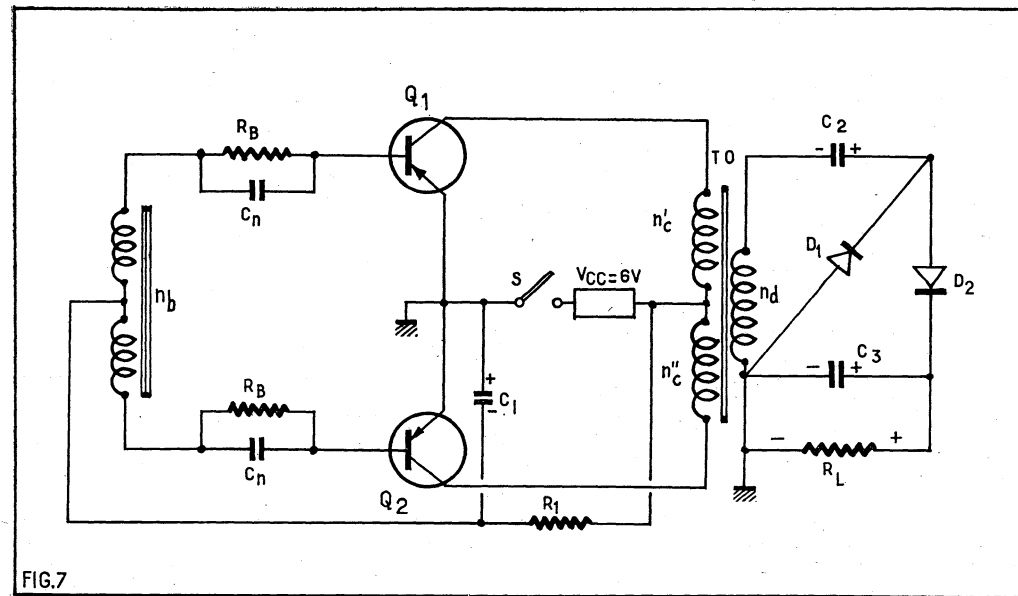 Q1
RB
Cn
nb
RB
Cn
Q2
S
VCC=6V
+
-
C1
R1
TO
n'c
n"c
nd
- C2 +
D1
D2
- C3 +
- RL +
FIG.7